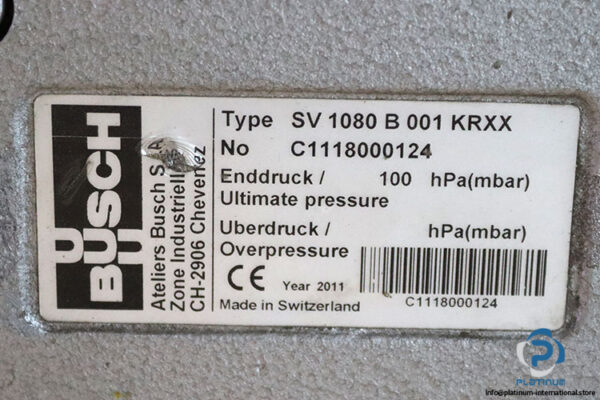 BUSCH
Ateliers Busch S.A.
Zone Industrielle
CH-2906 Chevenez
Type SV 1080 B 001 KRXX
No C1118000124
Enddruck / 100 hPa(mbar)
Ultimate pressure
Uberdruck / hPa(mbar)
Overpressure
CE Year 2011
Made in Switzerland
C1118000124
PLATINUM
info@platinum-international.store